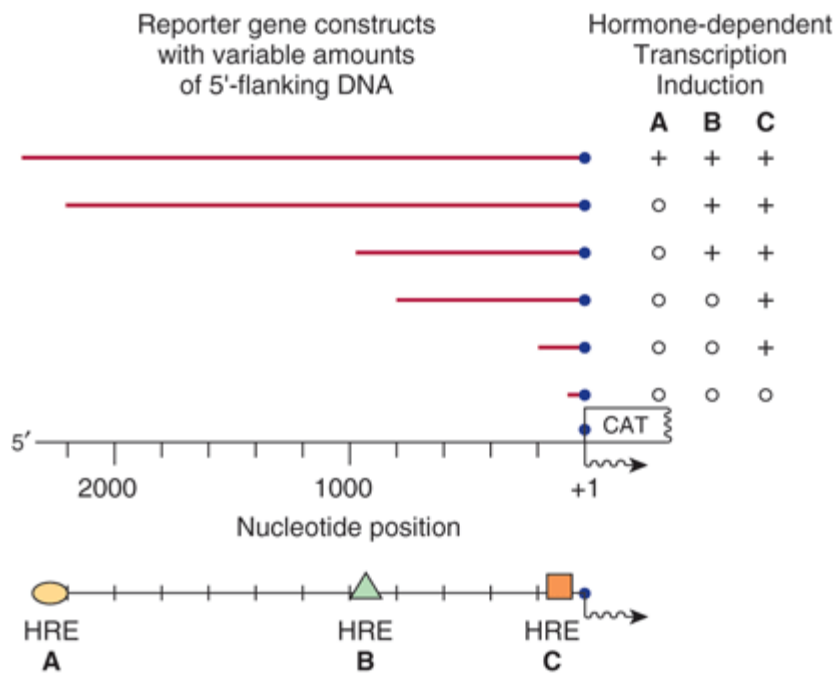 Reporter gene constructs
with variable amounts
of 5'-flanking DNA
Hormone-dependent
Transcription
Induction
A B C
+ + +
o + +
o + +
o o +
o o +
o o o
CAT
5′
2000 1000 +1
Nucleotide position
HRE HRE HRE
A B C